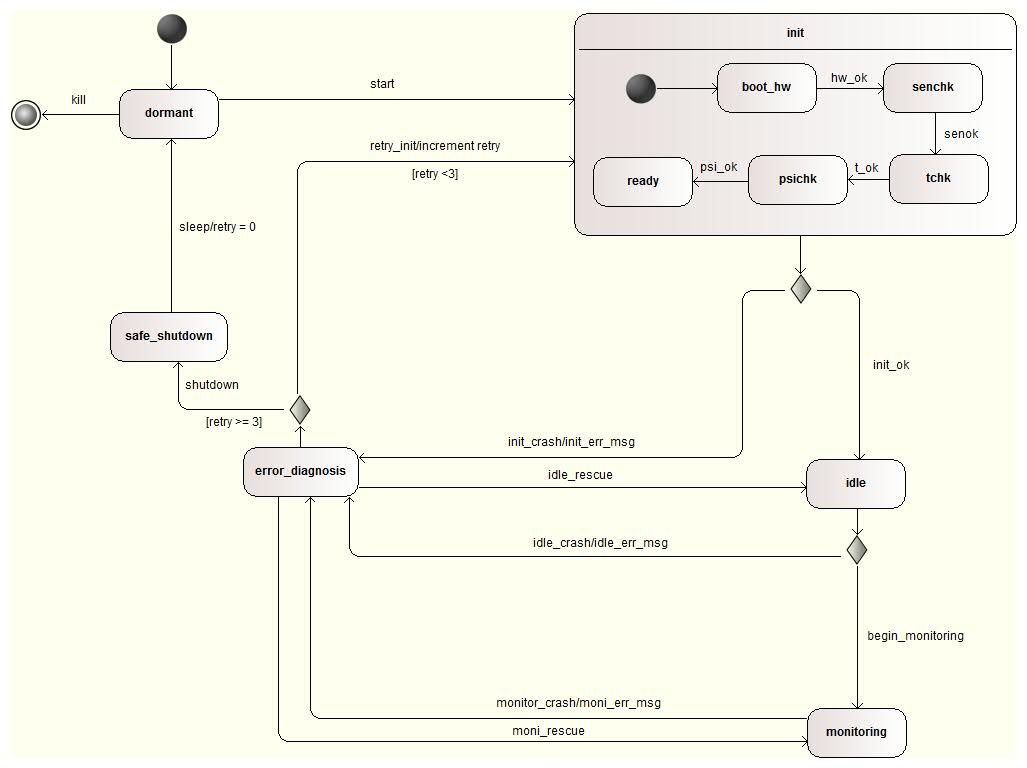 init
boot_hw
hw_ok
senchk
kill
dormant
start
senok
retry_init/increment retry
[retry <3]
ready
psi_ok
psichk
t_ok
tchk
sleep/retry = 0
safe_shutdown
init_ok
shutdown
[retry >= 3]
init_crash/init_err_msg
error_diagnosis
idle_rescue
idle
idle_crash/idle_err_msg
begin_monitoring
monitor_crash/moni_err_msg
moni_rescue
monitoring